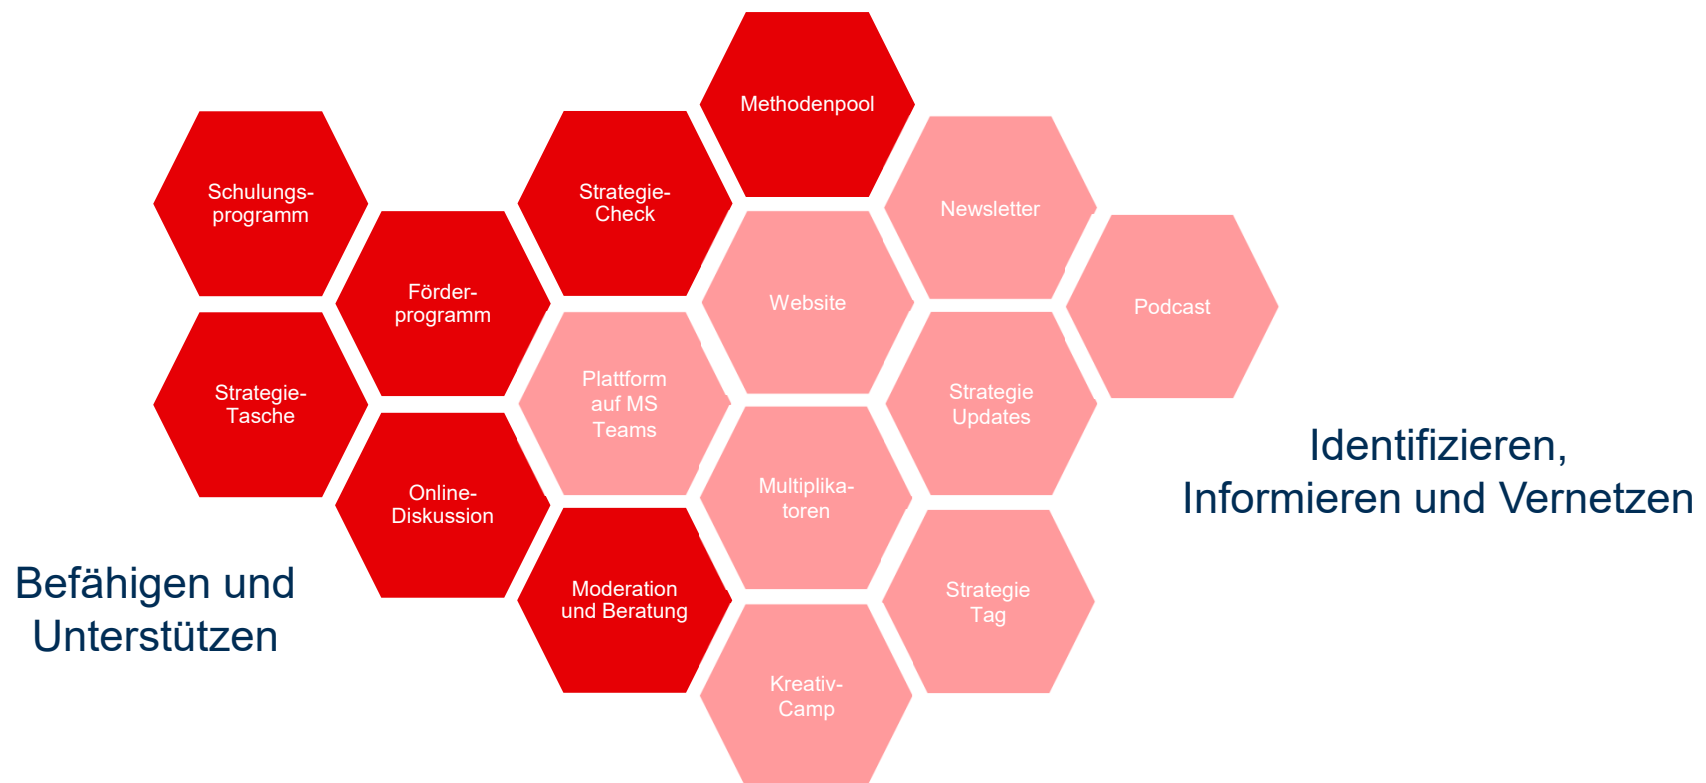 Methodenpool
Schulungs-
programm
Strategie-
Check
Newsletter
Förder-
programm
Website
Podcast
Strategie-
Tasche
Plattform
auf MS
Teams
Strategie
Updates
Identifizieren,
Informieren und Vernetzen
Online-
Diskussion
Multiplika-
toren
Befähigen und
Unterstützen
Moderation
und Beratung
Strategie
Tag
Kreativ-
Camp